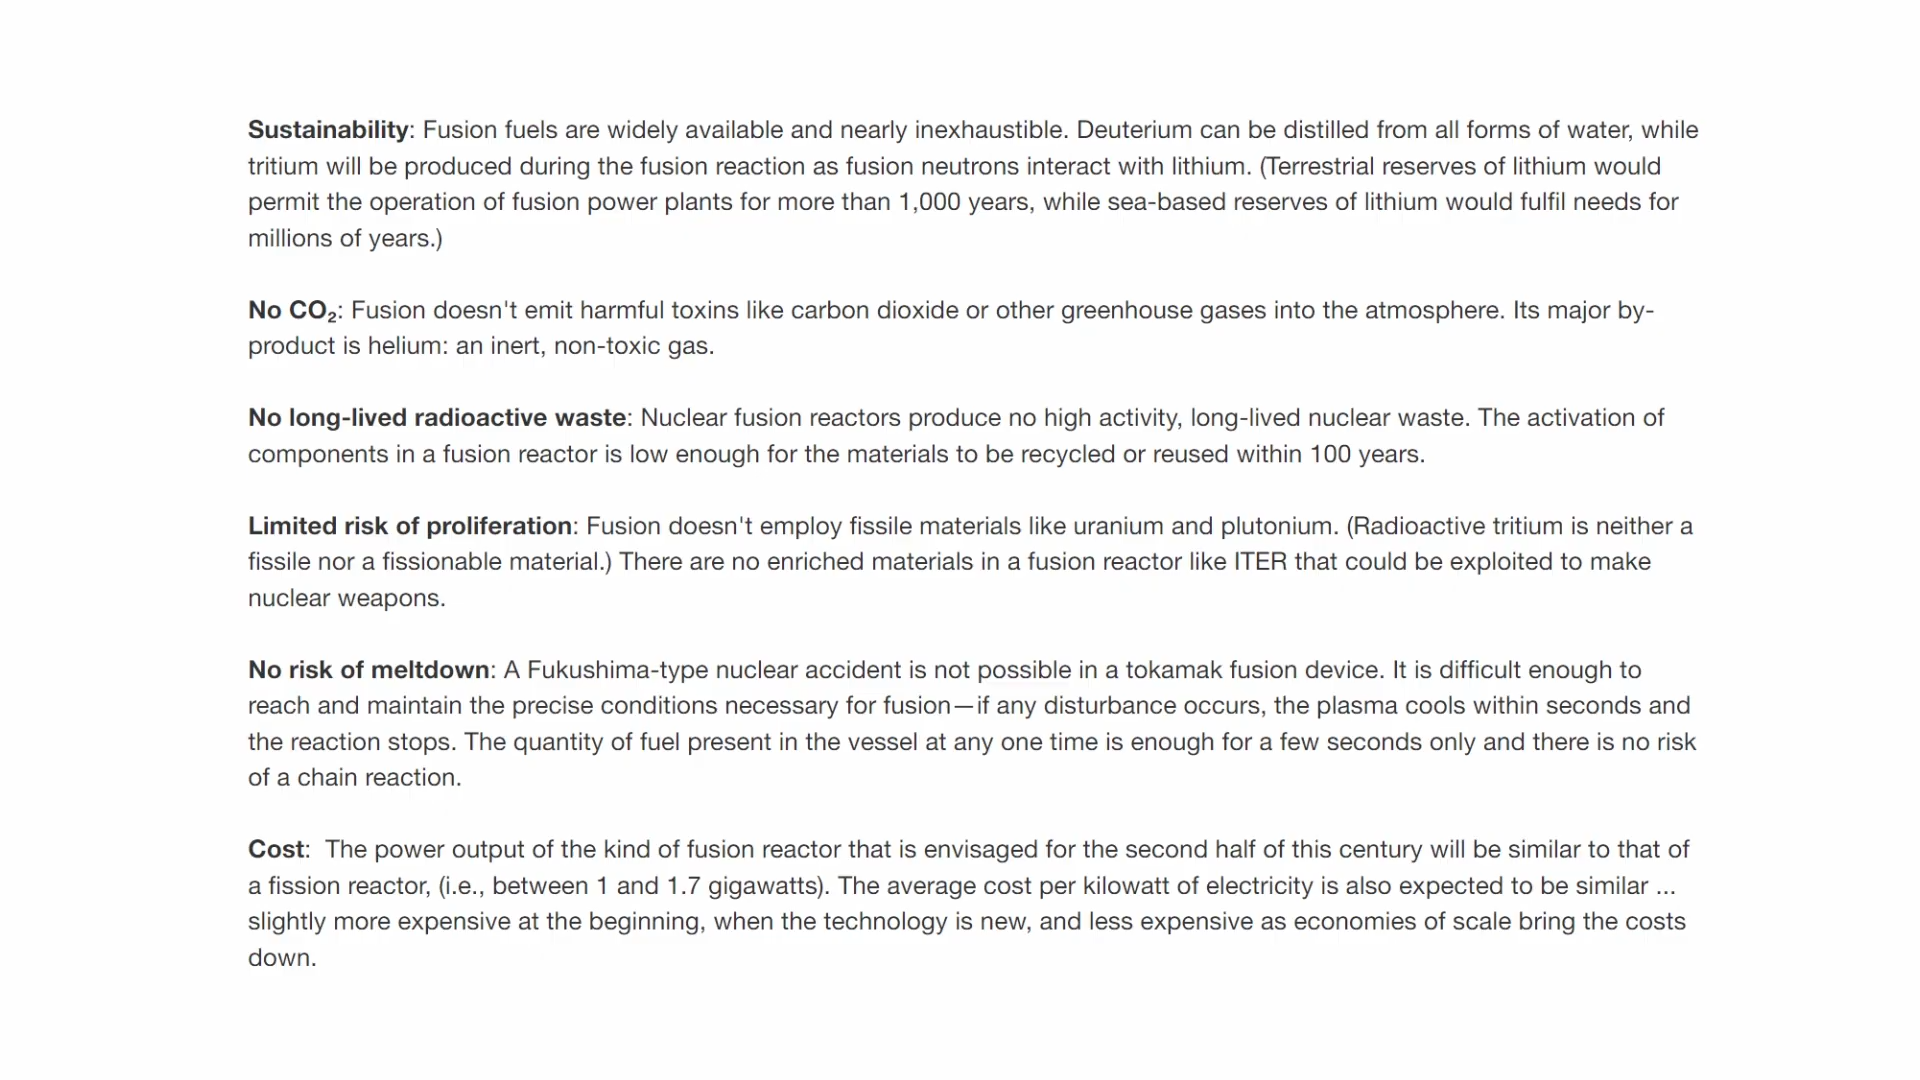 Sustainability: Fusion fuels are widely available and nearly inexhaustible. Deuterium can be distilled from all forms of water, while
tritium will be produced during the fusion reaction as fusion neutrons interact with lithium. (Terrestrial reserves of lithium would
permit the operation of fusion power plants for more than 1,000 years, while sea-based reserves of lithium would fulfil needs for
millions of years.)
No CO₂: Fusion doesn't emit harmful toxins like carbon dioxide or other greenhouse gases into the atmosphere. Its major by-
product is helium: an inert, non-toxic gas.
No long-lived radioactive waste: Nuclear fusion reactors produce no high activity, long-lived nuclear waste. The activation of
components in a fusion reactor is low enough for the materials to be recycled or reused within 100 years.
Limited risk of proliferation: Fusion doesn't employ fissile materials like uranium and plutonium. (Radioactive tritium is neither a
fissile nor a fissionable material.) There are no enriched materials in a fusion reactor like ITER that could be exploited to make
nuclear weapons.
No risk of meltdown: A Fukushima-type nuclear accident is not possible in a tokamak fusion device. It is difficult enough to
reach and maintain the precise conditions necessary for fusion—if any disturbance occurs, the plasma cools within seconds and
the reaction stops. The quantity of fuel present in the vessel at any one time is enough for a few seconds only and there is no risk
of a chain reaction.
Cost:  The power output of the kind of fusion reactor that is envisaged for the second half of this century will be similar to that of
a fission reactor, (i.e., between 1 and 1.7 gigawatts). The average cost per kilowatt of electricity is also expected to be similar ...
slightly more expensive at the beginning, when the technology is new, and less expensive as economies of scale bring the costs
down.